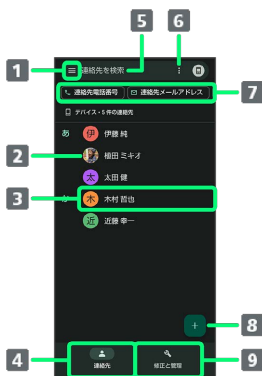 5 6
1 連絡先を検索
連絡先電話番号 連絡先メールアドレス 7
デバイス・5 件の連絡先
あ 伊 伊藤 純
2 植田 ミキオ
太 太田 健
3 か 木 木村 哲也
近 近藤 幸一
+ 8
4 連絡先 修正と管理 9